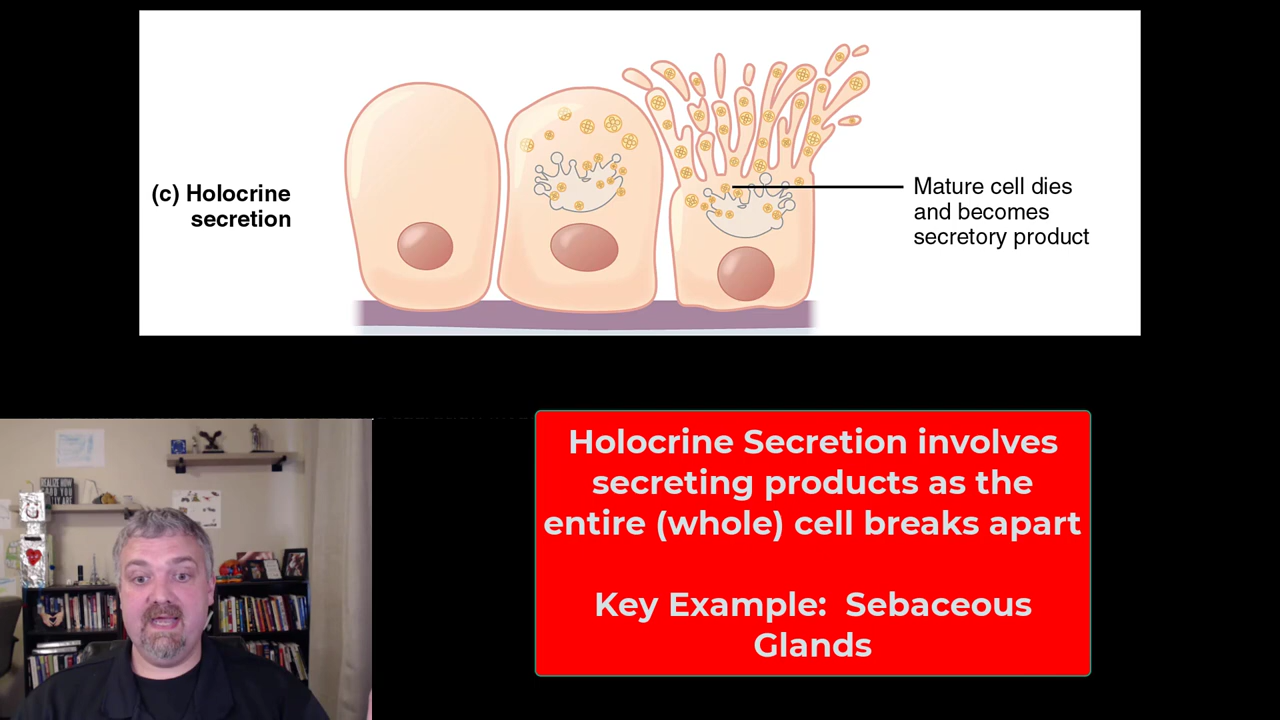 (c) Holocrine
secretion
Mature cell dies
and becomes
secretory product
Holocrine Secretion involves
secreting products as the
entire (whole) cell breaks apart
Key Example:  Sebaceous
Glands